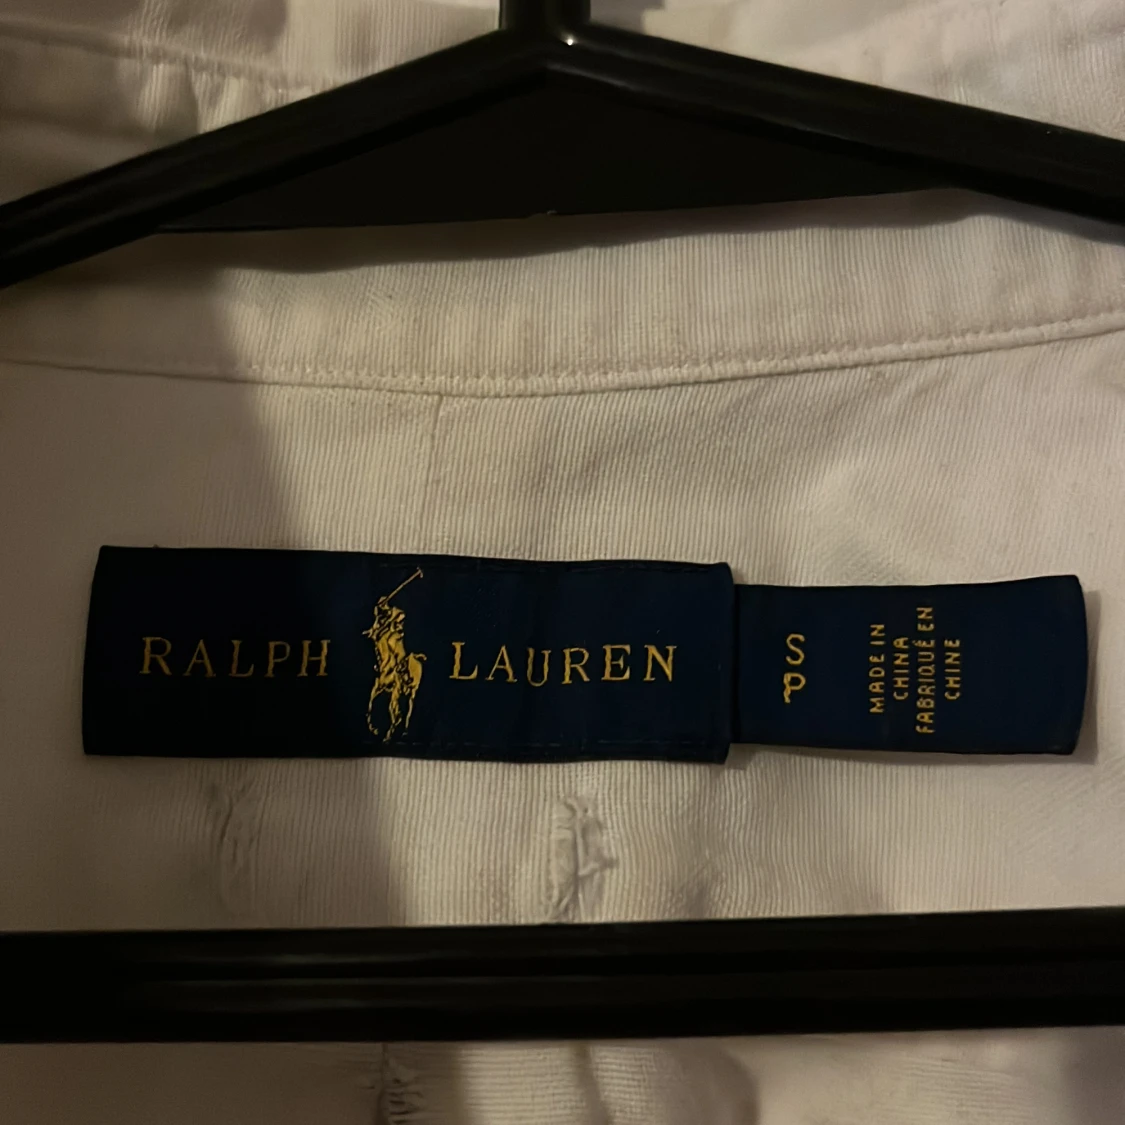 RALPH LAUREN
S
P
MADE IN
CHINA
FABRIQUÉ EN
CHINE